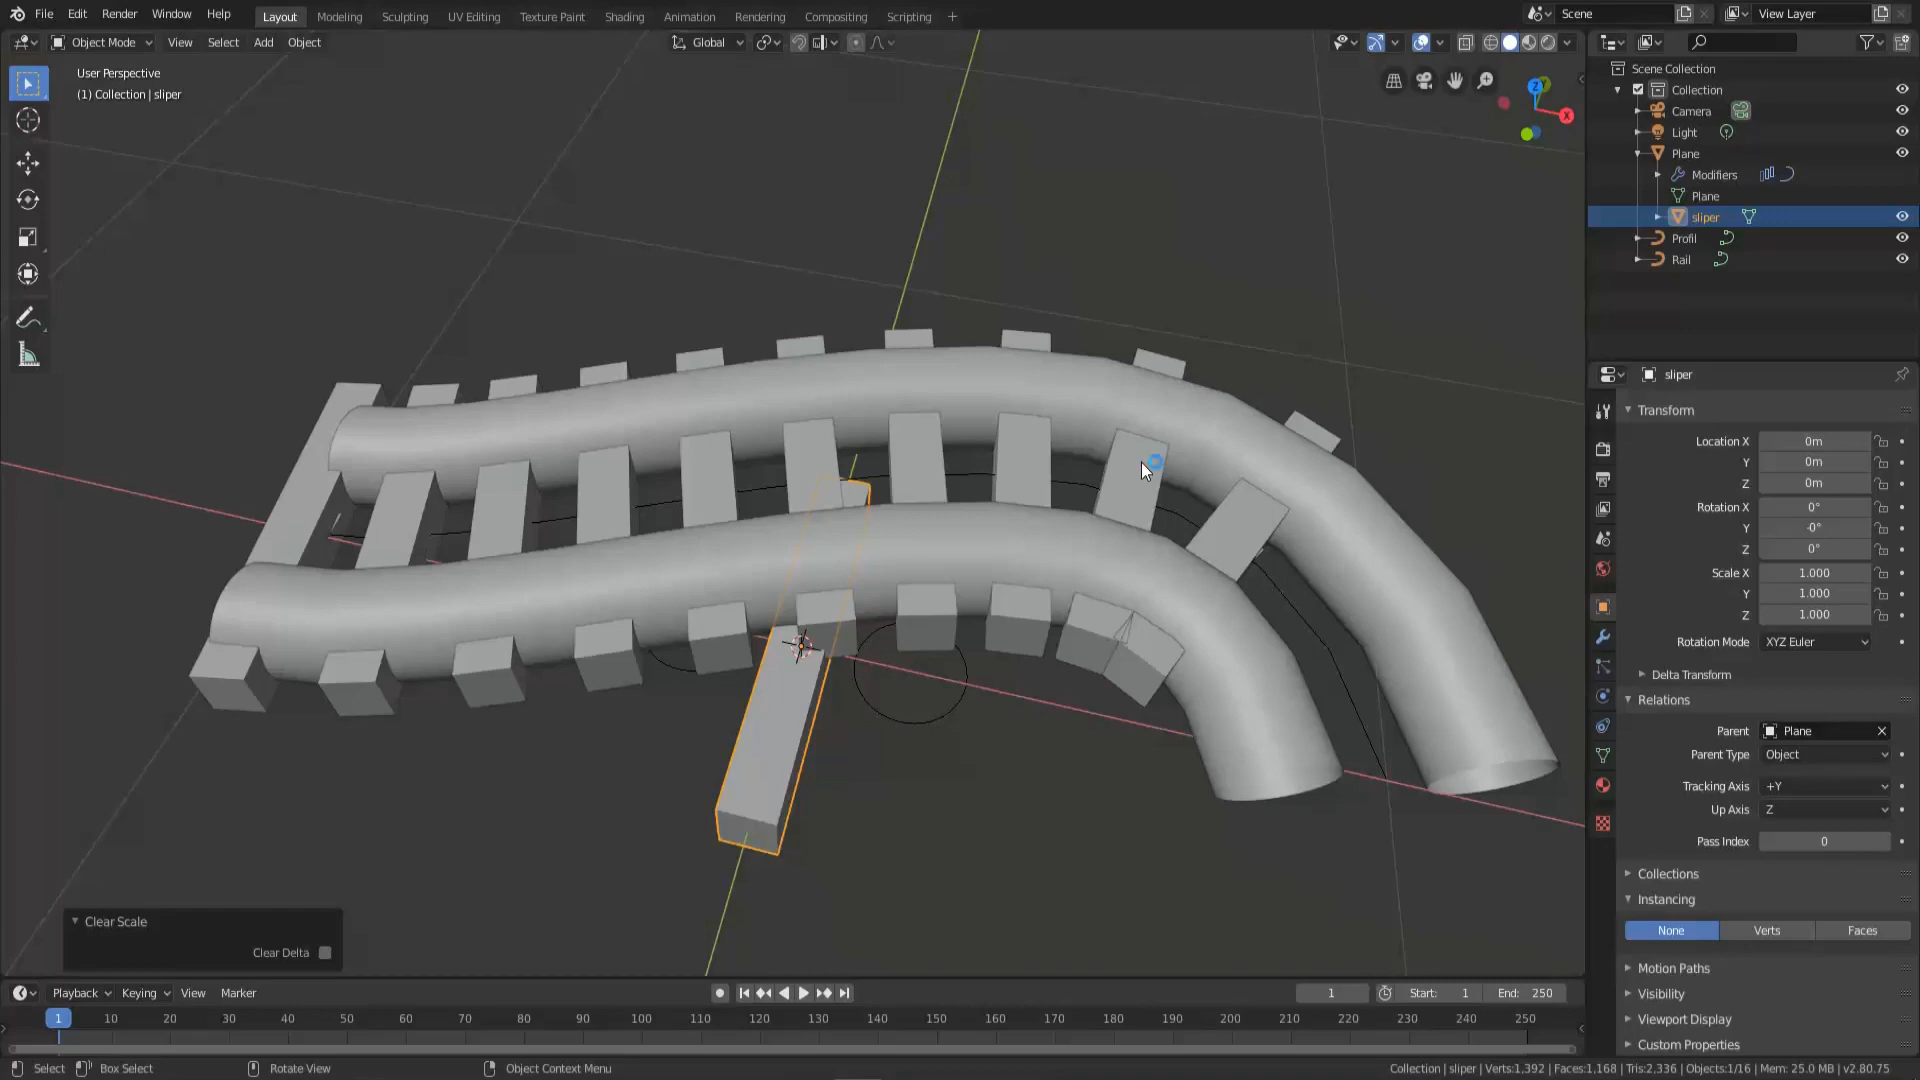 File Edit Render Window Help
Layout Modeling Sculpting UV Editing Texture Paint Shading Animation Rendering Compositing Scripting +
Scene
View Layer
Object Mode View Select Add Object
Global
User Perspective
(1) Collection | sliper
Z
X
Scene Collection
Collection
Camera
Light
Plane
Modifiers
Plane
sliper
Profil
Rail
sliper
Transform
Location X 0m
Y 0m
Z 0m
Rotation X 0°
Y -0°
Z 0°
Scale X 1.000
Y 1.000
Z 1.000
Rotation Mode XYZ Euler
Delta Transform
Relations
Parent Plane
Parent Type Object
Tracking Axis +Y
Up Axis Z
Pass Index 0
Collections
Instancing
None Verts Faces
Motion Paths
Visibility
Viewport Display
Custom Properties
Clear Scale
Clear Delta
Playback Keying View Marker
1 Start: 1 End: 250
1 10 20 30 40 50 60 70 80 90 100 110 120 130 140 150 160 170 180 190 200 210 220 230 240 250
Select Box Select Rotate View Object Context Menu
Collection | sliper | Verts:1,392 | Faces:1,168 | Tris:2,336 | Objects:1/16 | Mem: 25.0 MB | v2.80.75